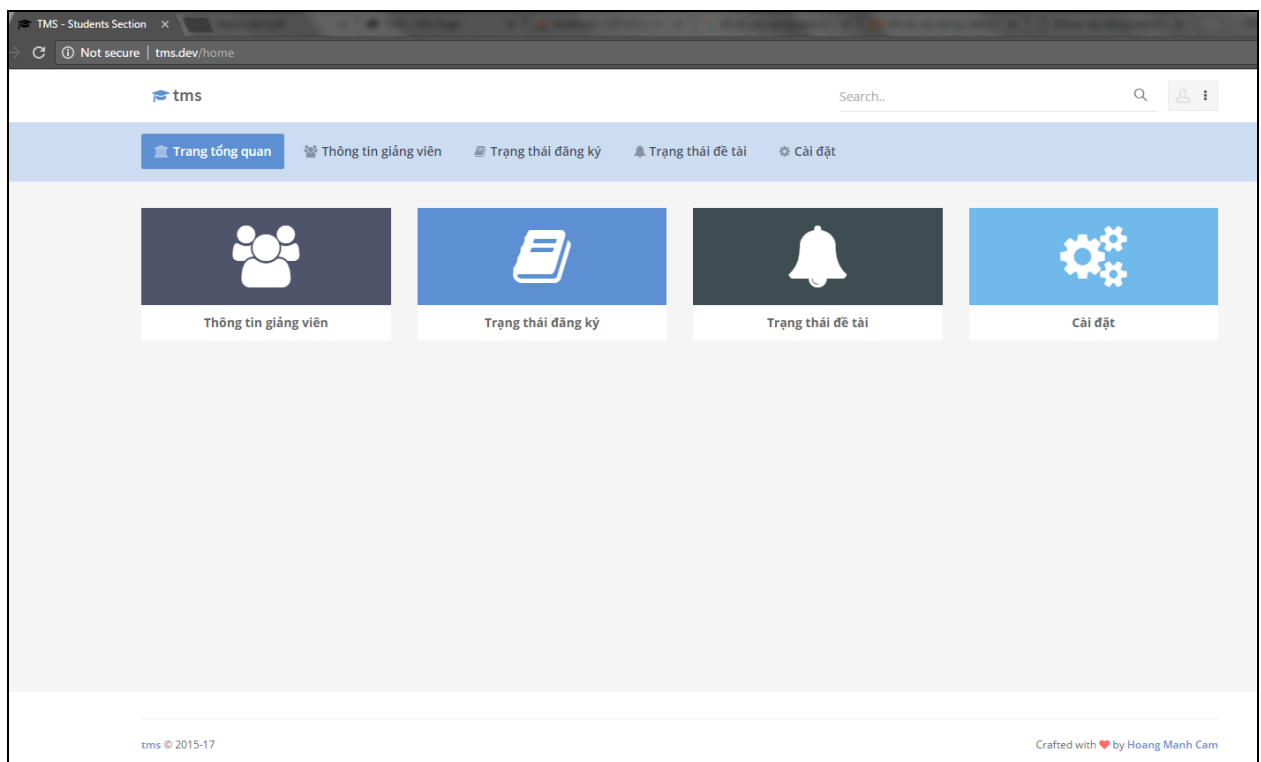 TMS - Students Section
Not secure | tms.dev/home
tms
Search..
Trang tổng quan
Thông tin giảng viên
Trạng thái đăng ký
Trạng thái đề tài
Cài đặt
Thông tin giảng viên
Trạng thái đăng ký
Trạng thái đề tài
Cài đặt
tms © 2015-17
Crafted with ❤ by Hoang Manh Cam